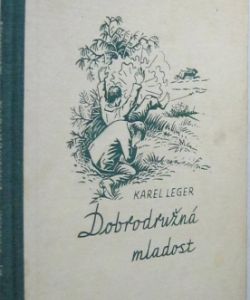 KAREL LEGER
Dobrodružná
mladost